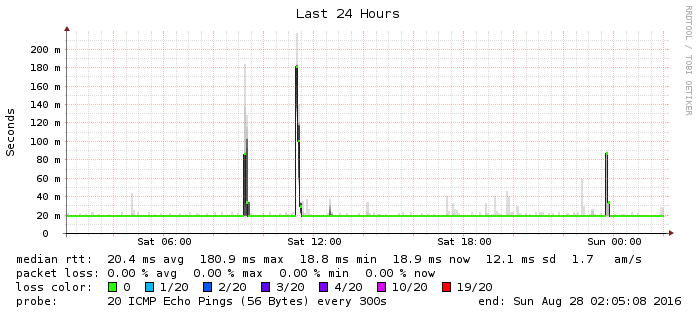 Last 24 Hours
RRDTOOL / TOBI OETIKER
Seconds
200 m
180 m
160 m
140 m
120 m
100 m
80 m
60 m
40 m
20 m
0
Sat 06:00 Sat 12:00 Sat 18:00 Sun 00:00
median rtt: 20.4 ms avg 180.9 ms max 18.8 ms min 18.9 ms now 12.1 ms sd 1.7 am/s
packet loss: 0.00 % avg 0.00 % max 0.00 % min 0.00 % now
loss color: 0 1/20 2/20 3/20 4/20 10/20 19/20
probe: 20 ICMP Echo Pings (56 Bytes) every 300s end: Sun Aug 28 02:05:08 2016